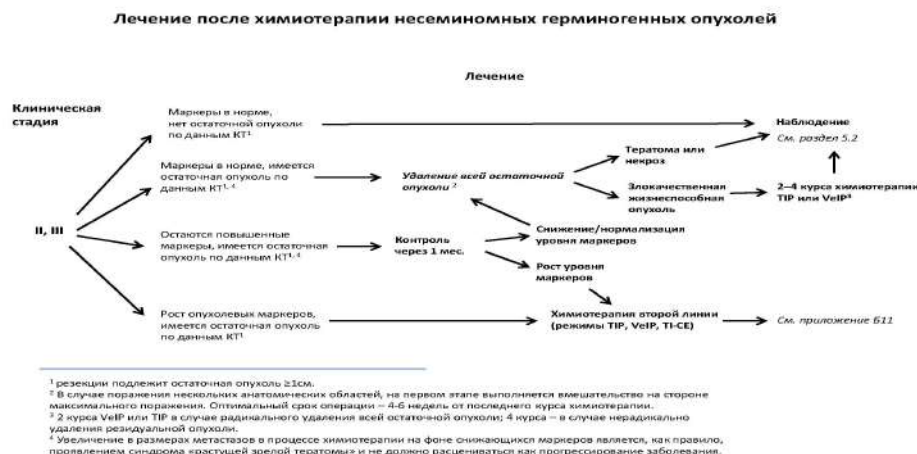 Лечение после химиотерапии несеминомных герминогенных опухолей
Лечение
Клиническая
стадия
II, III
Маркеры в норме,
нет остаточной опухоли
по данным КТ¹
Маркеры в норме, имеется
остаточная опухоль по
данным КТ¹, ⁴
Остаются повышенные
маркеры, имеется остаточная
опухоль по данным КТ¹, ⁴
Рост опухолевых маркеров,
имеется остаточная опухоль
по данным КТ¹
Удаление всей остаточной
опухоли ²
Контроль
через 1 мес.
Тератома или
некроз
Злокачественная
жизнеспособная
опухоль
Снижение/нормализация
уровня маркеров
Рост уровня
маркеров
Химиотерапия второй линии
(режимы TIP, VeIP, TI-CE)
Наблюдение
См. раздел 5.2
2–4 курса химиотерапии
TIP или VeIP³
См. приложение Б11
¹ резекции подлежит остаточная опухоль ≥1см.
² В случае поражения нескольких анатомических областей, на первом этапе выполняется вмешательство на стороне
максимального поражения. Оптимальный срок операции – 4-6 недель от последнего курса химиотерапии.
³ 2 курса VeIP или TIP в случае радикального удаления всей остаточной опухоли; 4 курса – в случае нерадикально
удаления резидуальной опухоли.
⁴ Увеличение в размерах метастазов в процессе химиотерапии на фоне снижающихся маркеров является, как правило,
проявлением синдрома «растущей зрелой тератомы» и не должно расцениваться как прогрессирование заболевания.